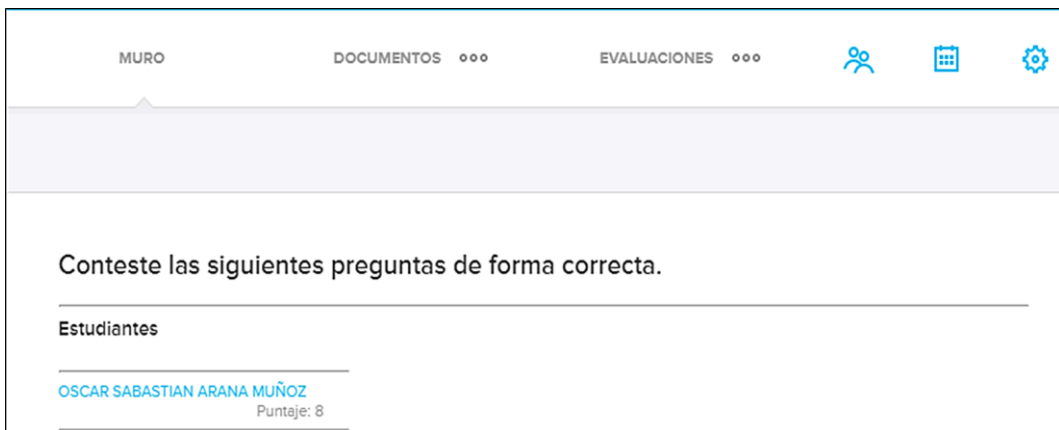 MURO
DOCUMENTOS
EVALUACIONES
Conteste las siguientes preguntas de forma correcta.
Estudiantes
OSCAR SABASTIAN ARANA MUÑOZ
Puntaje: 8